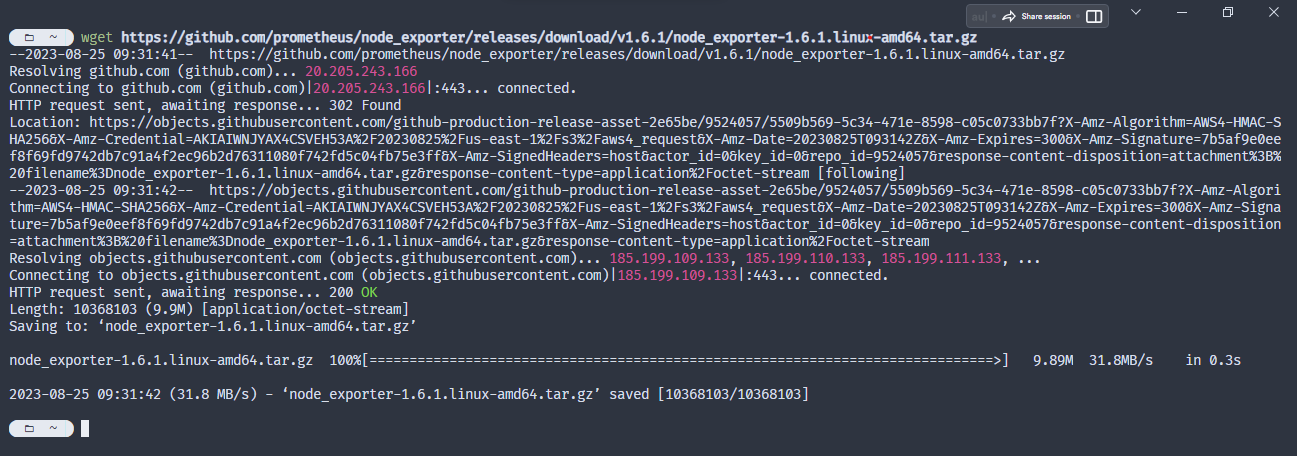 Share session
~ wget https://github.com/prometheus/node_exporter/releases/download/v1.6.1/node_exporter-1.6.1.linux-amd64.tar.gz
--2023-08-25 09:31:41--  https://github.com/prometheus/node_exporter/releases/download/v1.6.1/node_exporter-1.6.1.linux-amd64.tar.gz
Resolving github.com (github.com)... 20.205.243.166
Connecting to github.com (github.com)|20.205.243.166|:443... connected.
HTTP request sent, awaiting response... 302 Found
Location: https://objects.githubusercontent.com/github-production-release-asset-2e65be/9524057/5509b569-5c34-471e-8598-c05c0733bb7f?X-Amz-Algorithm=AWS4-HMAC-S
HA256&X-Amz-Credential=AKIAIWNJYAX4CSVEH53A%2F20230825%2Fus-east-1%2Fs3%2Faws4_request&X-Amz-Date=20230825T093142Z&X-Amz-Expires=300&X-Amz-Signature=7b5af9e0ee
f8f69fd9742db7c91a4f2ec96b2d76311080f742fd5c04fb75e3ff&X-Amz-SignedHeaders=host&actor_id=0&key_id=0&repo_id=9524057&response-content-disposition=attachment%3B%
20filename%3Dnode_exporter-1.6.1.linux-amd64.tar.gz&response-content-type=application%2Foctet-stream [following]
--2023-08-25 09:31:42--  https://objects.githubusercontent.com/github-production-release-asset-2e65be/9524057/5509b569-5c34-471e-8598-c05c0733bb7f?X-Amz-Algori
thm=AWS4-HMAC-SHA256&X-Amz-Credential=AKIAIWNJYAX4CSVEH53A%2F20230825%2Fus-east-1%2Fs3%2Faws4_request&X-Amz-Date=20230825T093142Z&X-Amz-Expires=300&X-Amz-Signa
ture=7b5af9e0eef8f69fd9742db7c91a4f2ec96b2d76311080f742fd5c04fb75e3ff&X-Amz-SignedHeaders=host&actor_id=0&key_id=0&repo_id=9524057&response-content-disposition
=attachment%3B%20filename%3Dnode_exporter-1.6.1.linux-amd64.tar.gz&response-content-type=application%2Foctet-stream
Resolving objects.githubusercontent.com (objects.githubusercontent.com)... 185.199.109.133, 185.199.110.133, 185.199.111.133, ...
Connecting to objects.githubusercontent.com (objects.githubusercontent.com)|185.199.109.133|:443... connected.
HTTP request sent, awaiting response... 200 OK
Length: 10368103 (9.9M) [application/octet-stream]
Saving to: ‘node_exporter-1.6.1.linux-amd64.tar.gz’
node_exporter-1.6.1.linux-amd64.tar.gz  100%[==============================================================================>]   9.89M  31.8MB/s    in 0.3s
2023-08-25 09:31:42 (31.8 MB/s) - ‘node_exporter-1.6.1.linux-amd64.tar.gz’ saved [10368103/10368103]
~